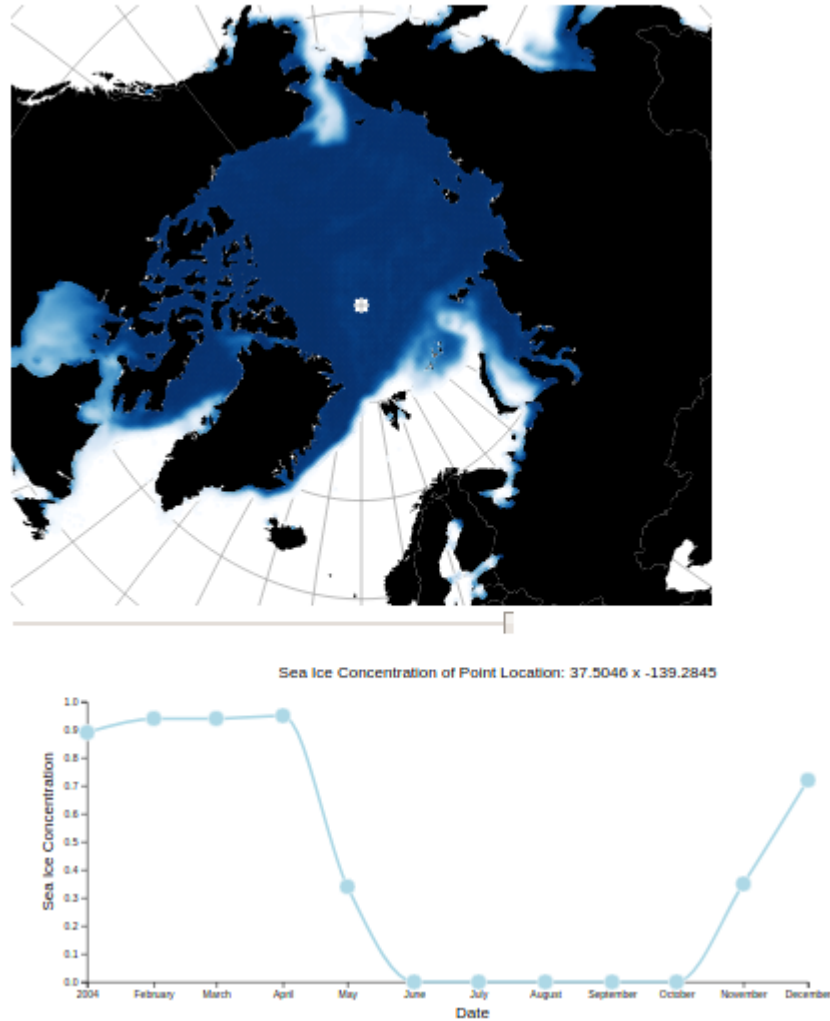 Sea Ice Concentration of Point Location: 37.5046 x -139.2845
1.0
0.9
0.8
0.7
0.6
0.5
0.4
0.3
0.2
0.1
0.0
Sea Ice Concentration
2004 February March April May June July August September October November December
Date